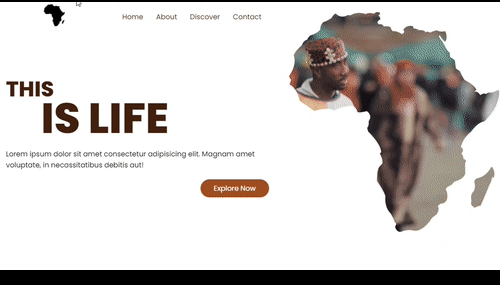 Home About Discover Contact
THIS
IS LIFE
Lorem ipsum dolor sit amet consectetur adipisicing elit. Magnam amet
voluptate, in necessitatibus debitis aut!
Explore Now